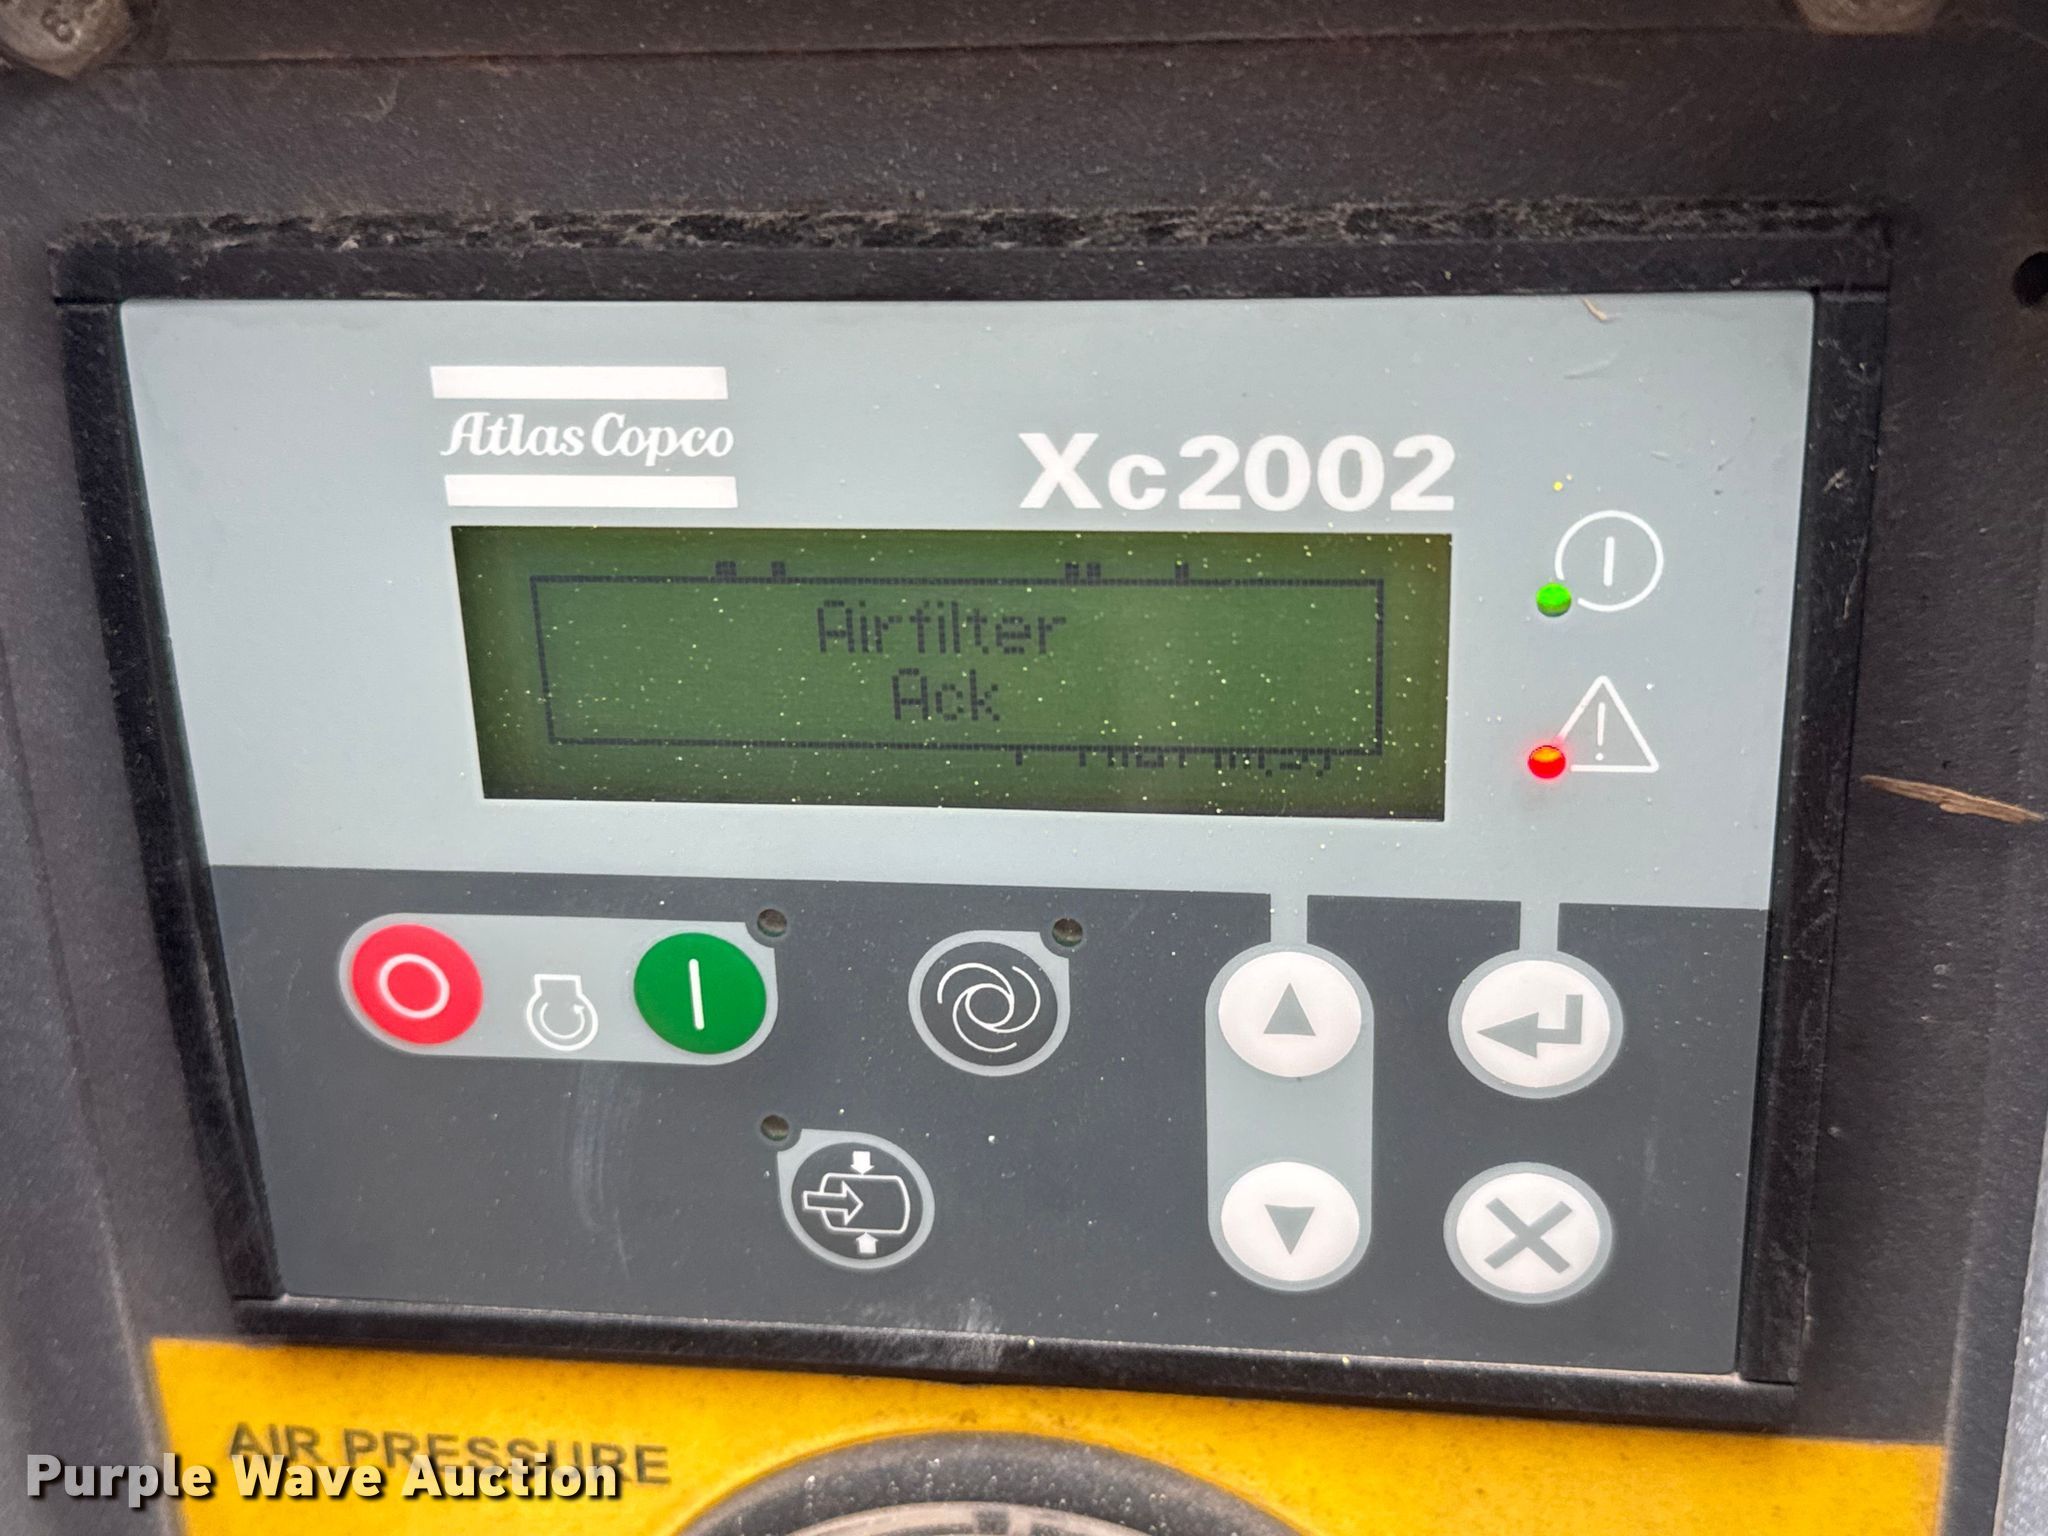 Atlas Copco
Xc2002
Airfilter
Ack
AIR PRESSURE
Purple Wave Auction